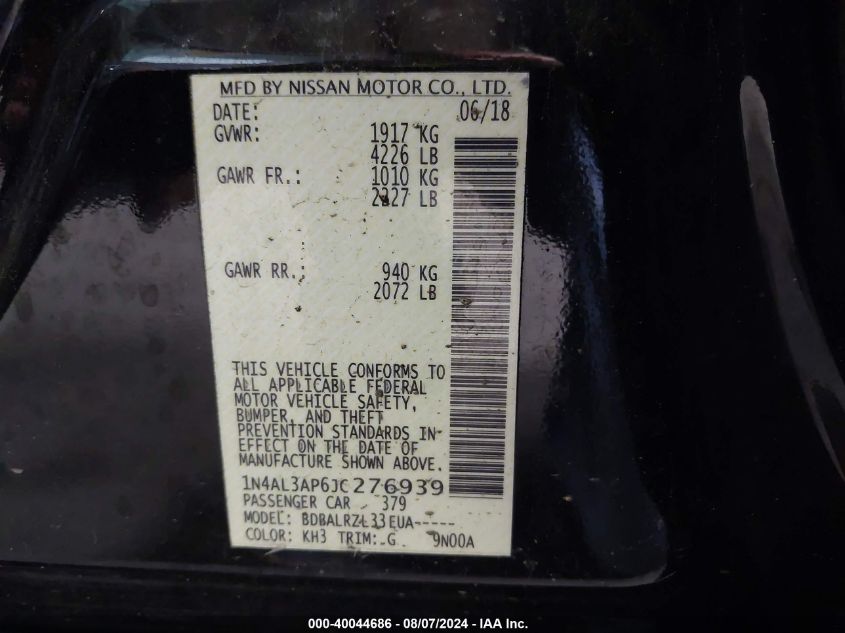 MFD BY NISSAN MOTOR CO., LTD.
DATE: 06/18
GVWR: 1917 KG
4226 LB
GAWR FR.: 1010 KG
2227 LB
GAWR RR.: 940 KG
2072 LB
THIS VEHICLE CONFORMS TO
ALL APPLICABLE FEDERAL
MOTOR VEHICLE SAFETY,
BUMPER, AND THEFT
PREVENTION STANDARDS IN
EFFECT ON THE DATE OF
MANUFACTURE SHOWN ABOVE.
1N4AL3AP6JC276939
PASSENGER CAR 379
MODEL: BDBALRZL33EUA-----
COLOR: KH3 TRIM: G 9N00A
000-40044686 - 08/07/2024 - IAA Inc.